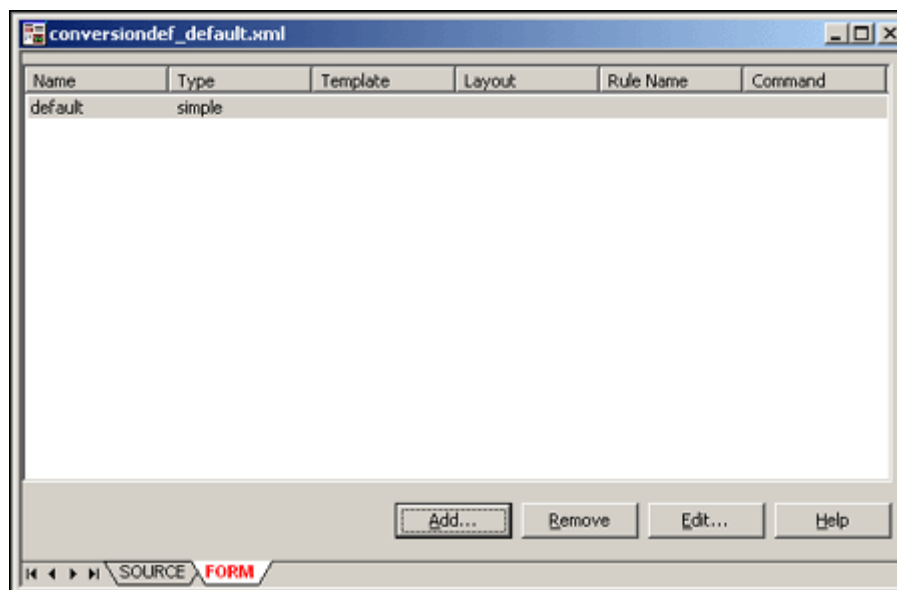 conversiondef_default.xml
Name Type Template Layout Rule Name Command
default simple
Add... Remove Edit... Help
SOURCE FORM